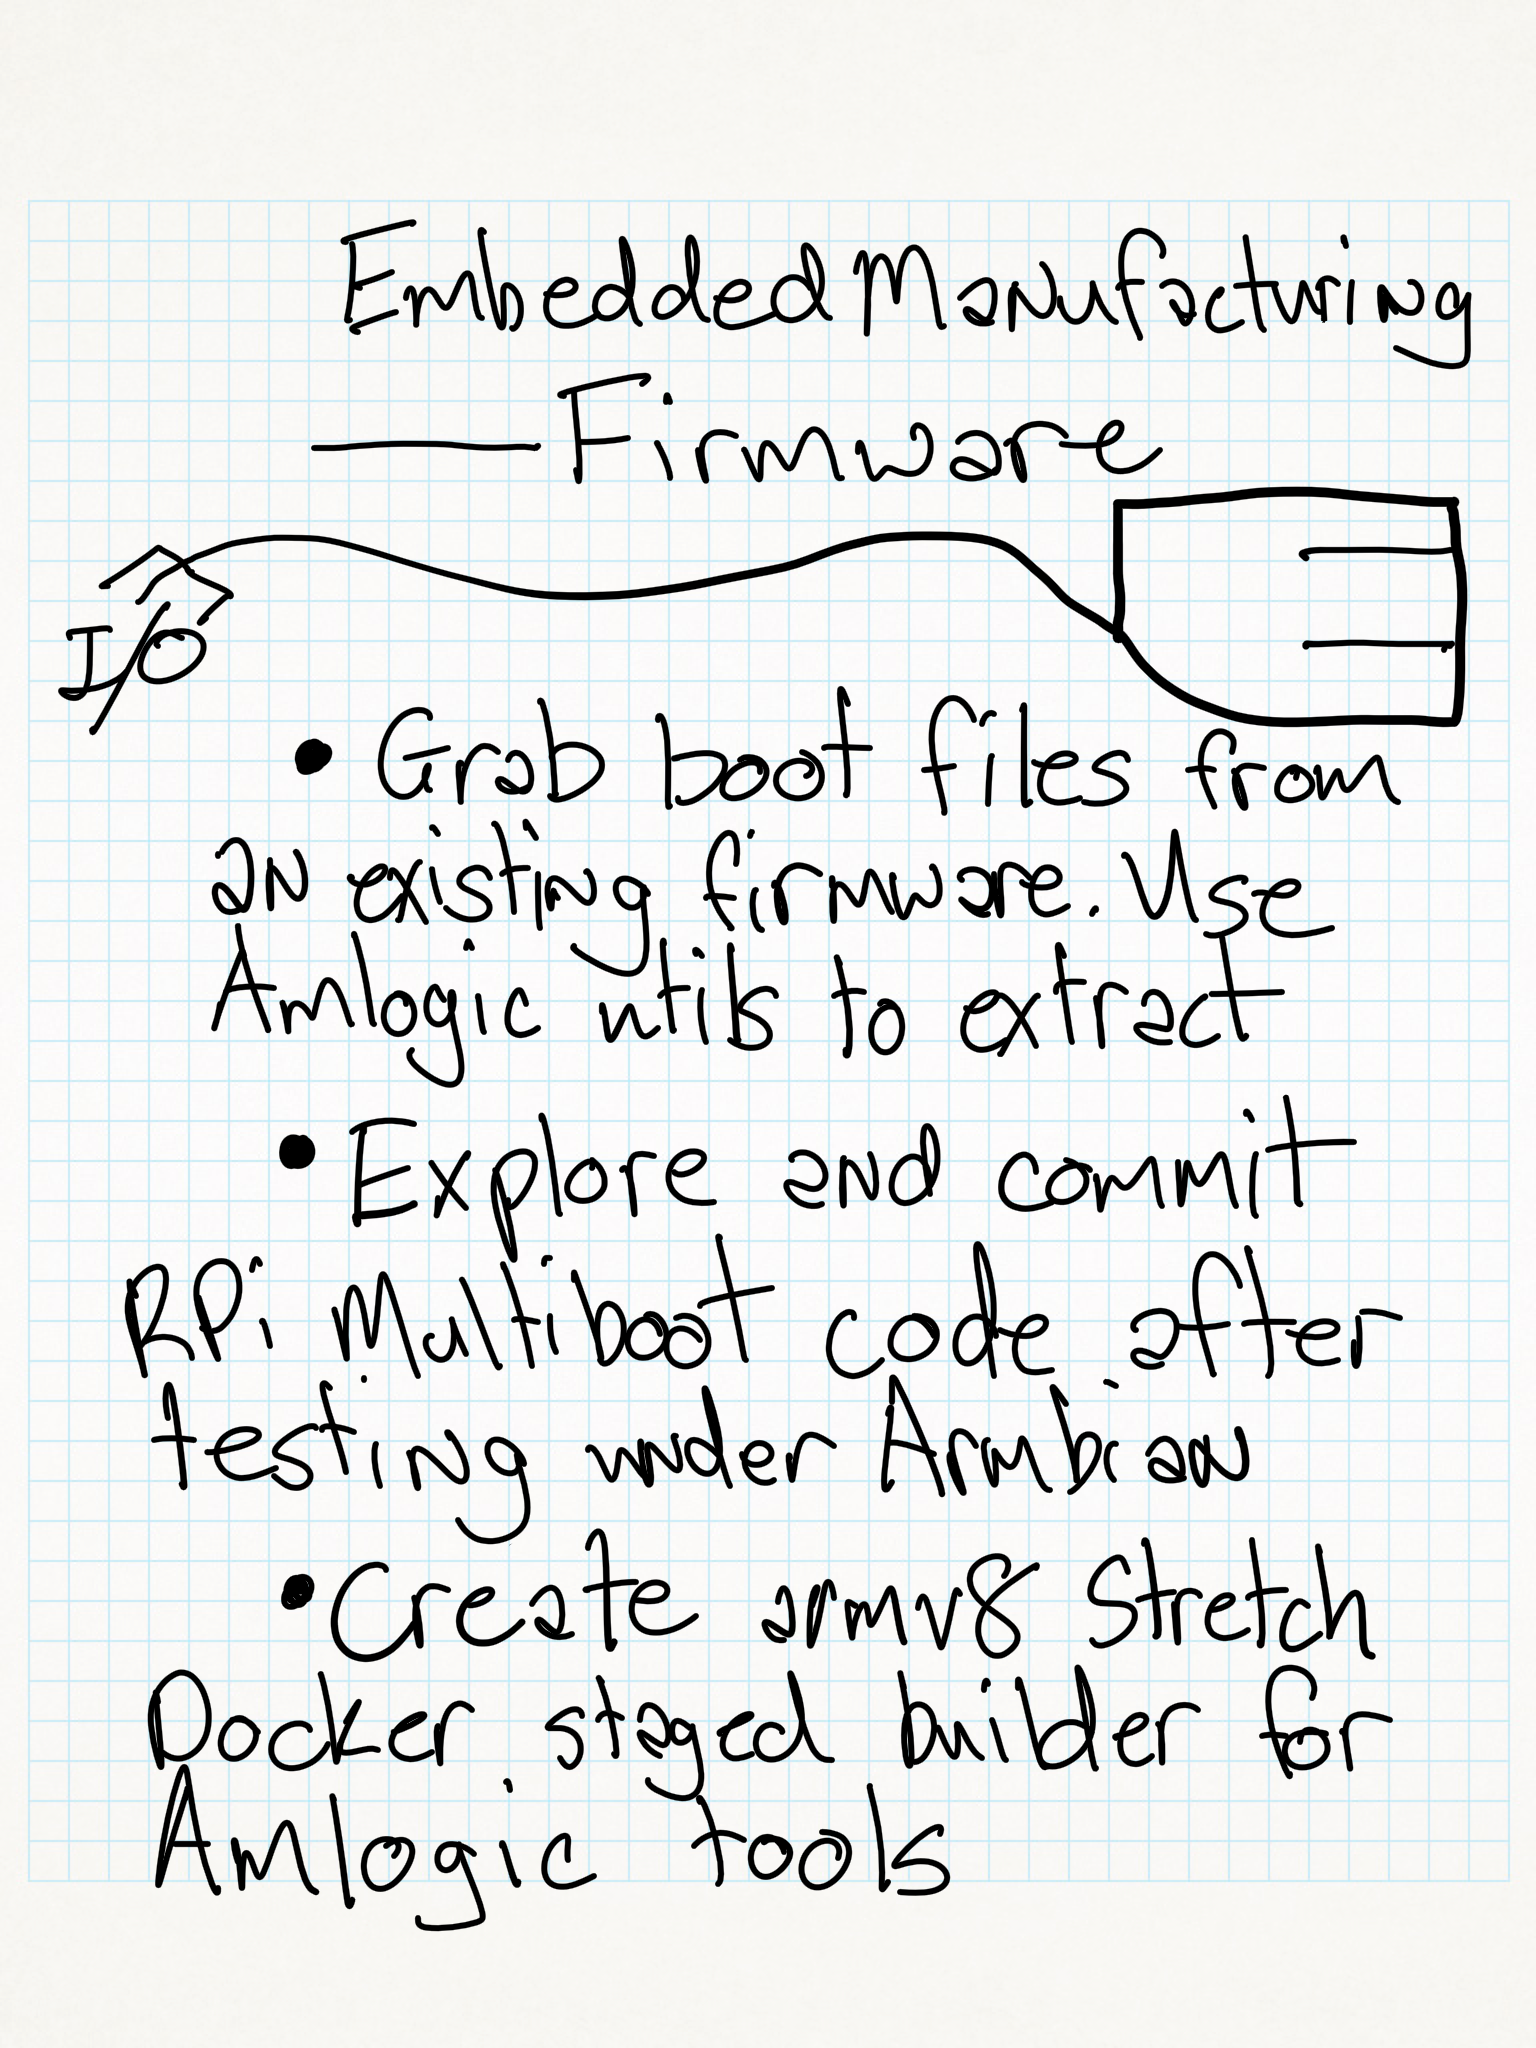 Embedded Manufacturing
— Firmware
I/O
• Grab boot files from
an existing firmware. Use
Amlogic utils to extract
• Explore and commit
RPi Multiboot code after
testing under Armbian
• Create armv8 Stretch
Docker staged builder for
Amlogic tools